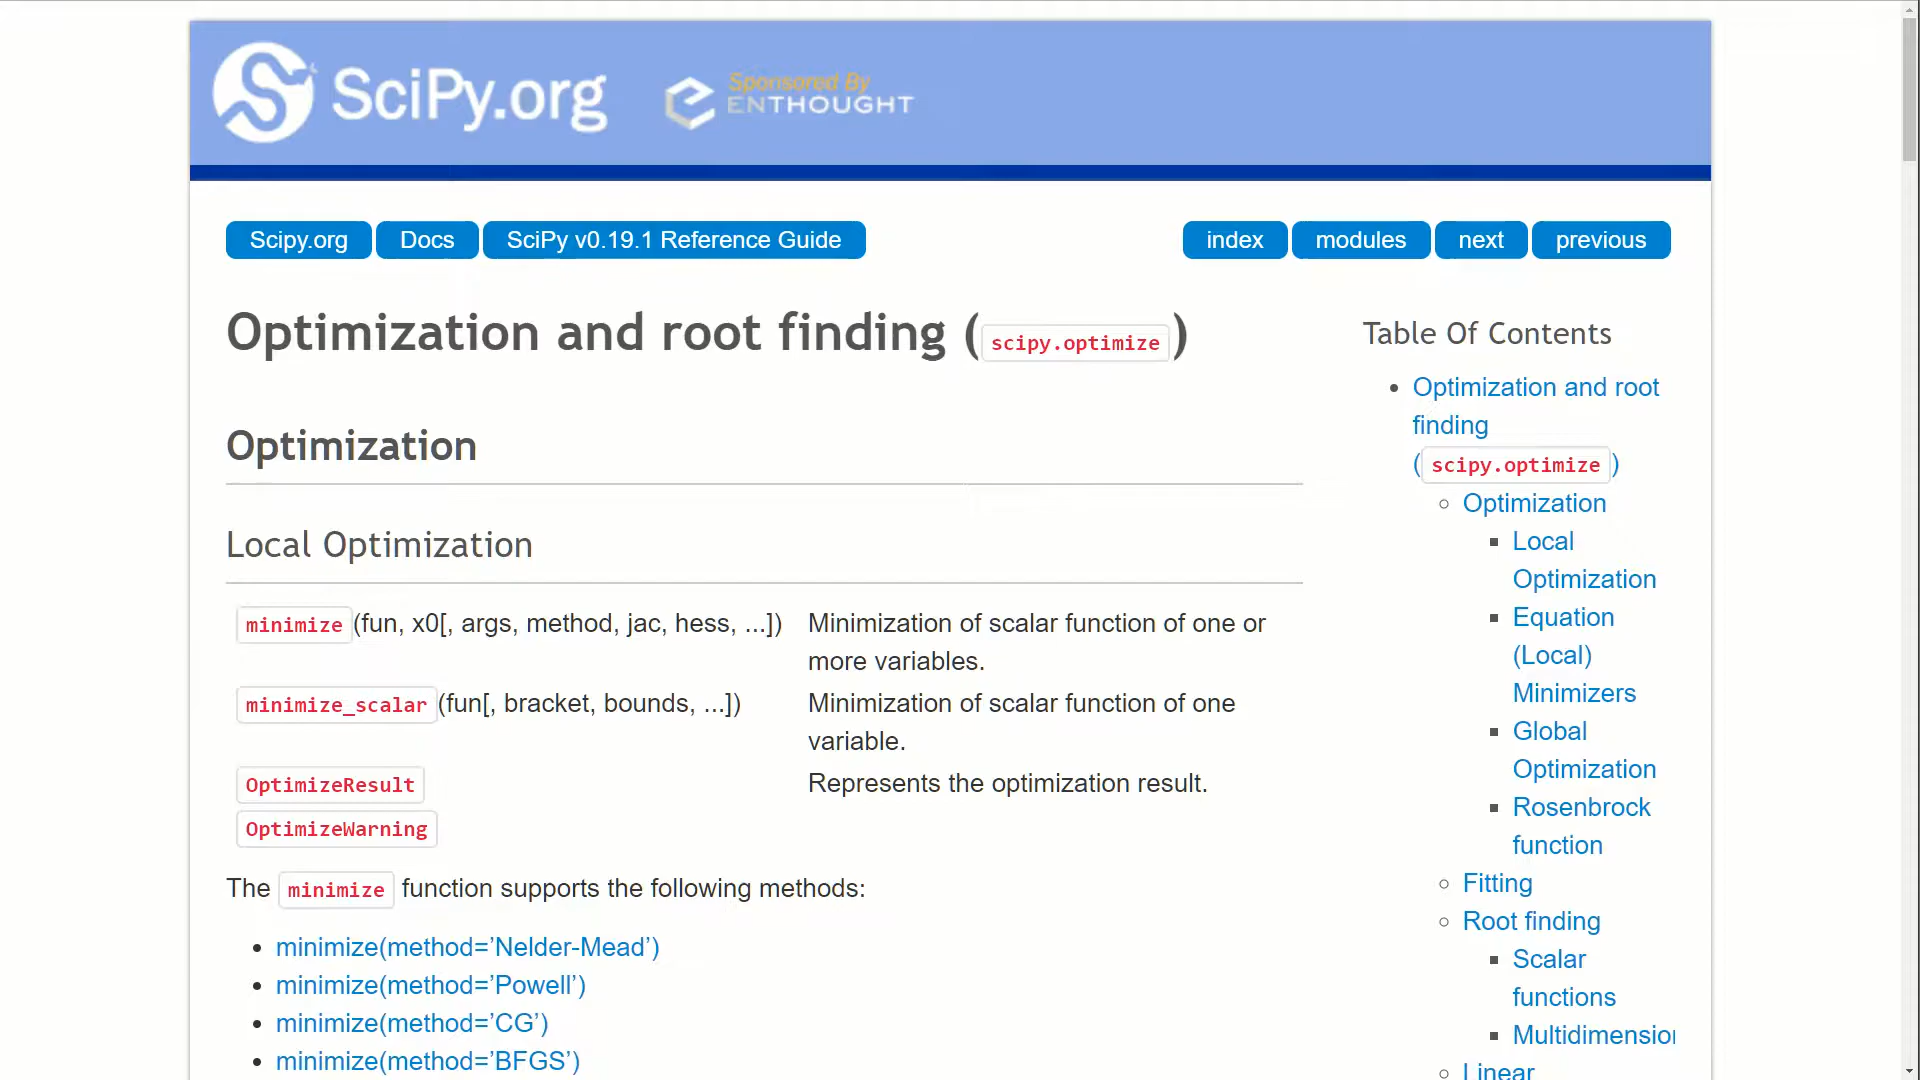 SciPy.org
Sponsored By
ENTHOUGHT
Scipy.org Docs SciPy v0.19.1 Reference Guide index modules next previous
Optimization and root finding (scipy.optimize)
Optimization
Local Optimization
minimize(fun, x0[, args, method, jac, hess, ...]) Minimization of scalar function of one or
more variables.
minimize_scalar(fun[, bracket, bounds, ...]) Minimization of scalar function of one
variable.
OptimizeResult Represents the optimization result.
OptimizeWarning
The minimize function supports the following methods:
minimize(method=’Nelder-Mead’)
minimize(method=’Powell’)
minimize(method=’CG’)
minimize(method=’BFGS’)
Table Of Contents
Optimization and root
finding
(scipy.optimize)
Optimization
Local
Optimization
Equation
(Local)
Minimizers
Global
Optimization
Rosenbrock
function
Fitting
Root finding
Scalar
functions
Multidimension
Linear